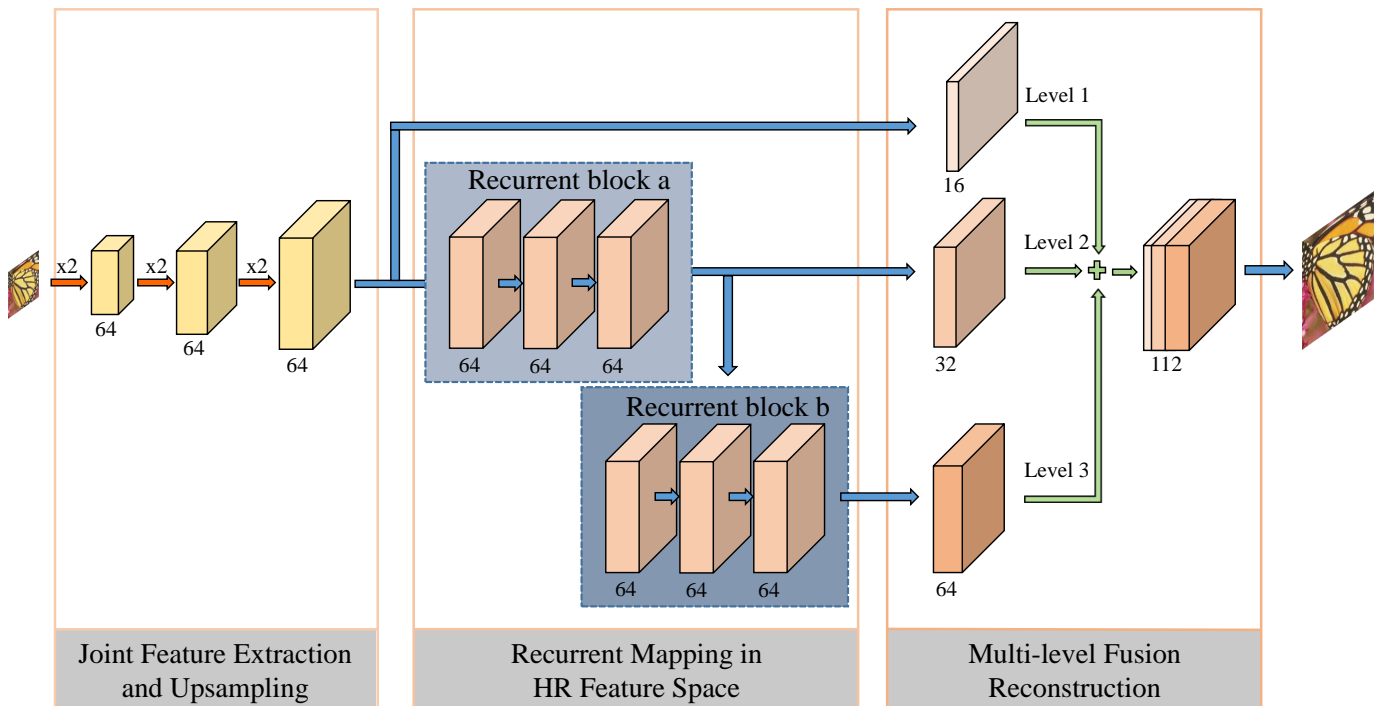 x2
64
x2
64
x2
64
Recurrent block a
64
64
64
Recurrent block b
64
64
64
16
Level 1
32
Level 2
64
Level 3
112
Joint Feature Extraction
and Upsampling
Recurrent Mapping in
HR Feature Space
Multi-level Fusion
Reconstruction